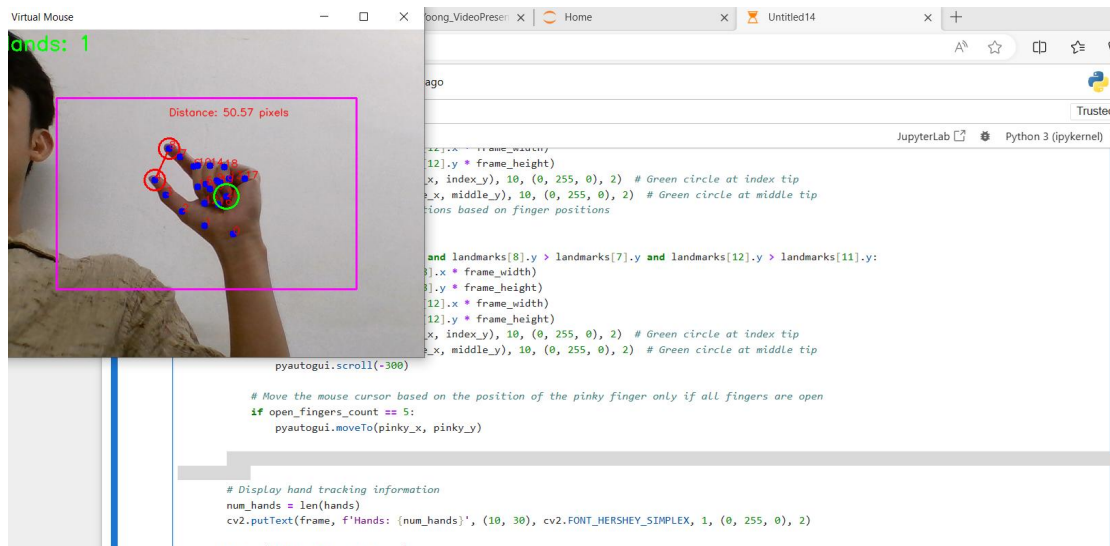 Virtual Mouse
oong_VideoPresen
Home
Untitled14
ands: 1
ago
Distance: 50.57 pixels
Trusted
JupyterLab
Python 3 (ipykernel)
[12].x * frame_width)
[12].y * frame_height)
_x, index_y), 10, (0, 255, 0), 2)  # Green circle at index tip
e_x, middle_y), 10, (0, 255, 0), 2)  # Green circle at middle tip
tions based on finger positions
and landmarks[8].y > landmarks[7].y and landmarks[12].y > landmarks[11].y:
8].x * frame_width)
8].y * frame_height)
[12].x * frame_width)
[12].y * frame_height)
_x, index_y), 10, (0, 255, 0), 2)  # Green circle at index tip
e_x, middle_y), 10, (0, 255, 0), 2)  # Green circle at middle tip
pyautogui.scroll(-300)
# Move the mouse cursor based on the position of the pinky finger only if all fingers are open
if open_fingers_count == 5:
pyautogui.moveTo(pinky_x, pinky_y)
# Display hand tracking information
num_hands = len(hands)
cv2.putText(frame, f'Hands: {num_hands}', (10, 30), cv2.FONT_HERSHEY_SIMPLEX, 1, (0, 255, 0), 2)